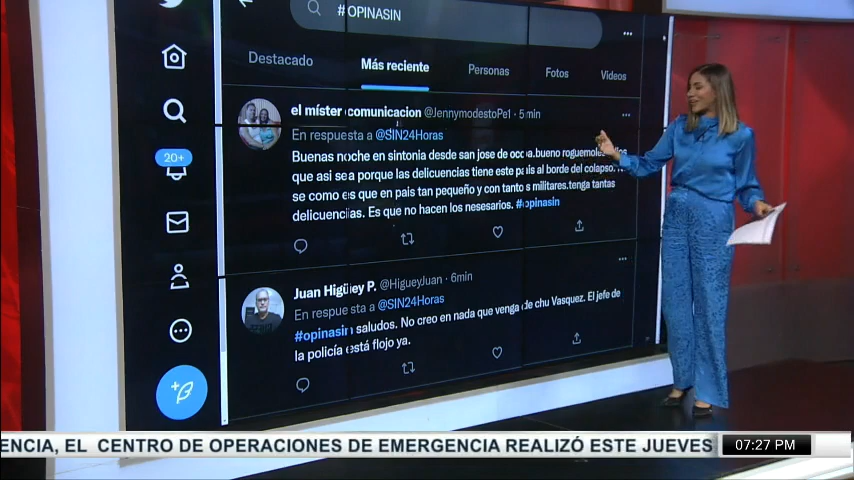 #OPINASIN
Destacado Más reciente Personas Fotos Videos
el míster comunicacion @JennymodestoPe1 · 5 min
En respuesta a @SIN24Horas
Buenas noche en sintonia desde san jose de ocoa.bueno
que asi sea porque las delicuencias tiene este pais al borde del colapso.
se como es que en pais tan pequeño y con tantos militares.tenga tantas
delicuencias. Es que no hacen los nesesarios. #opinasin
20+
Juan Higüey P. @HigueyJuan · 6min
En respuesta a @SIN24Horas
#opinasin saludos. No creo en nada que venga de chu Vasquez. El jefe de
la policía está flojo ya.
ENCIA, EL CENTRO DE OPERACIONES DE EMERGENCIA REALIZÓ ESTE JUEVES
07:27 PM